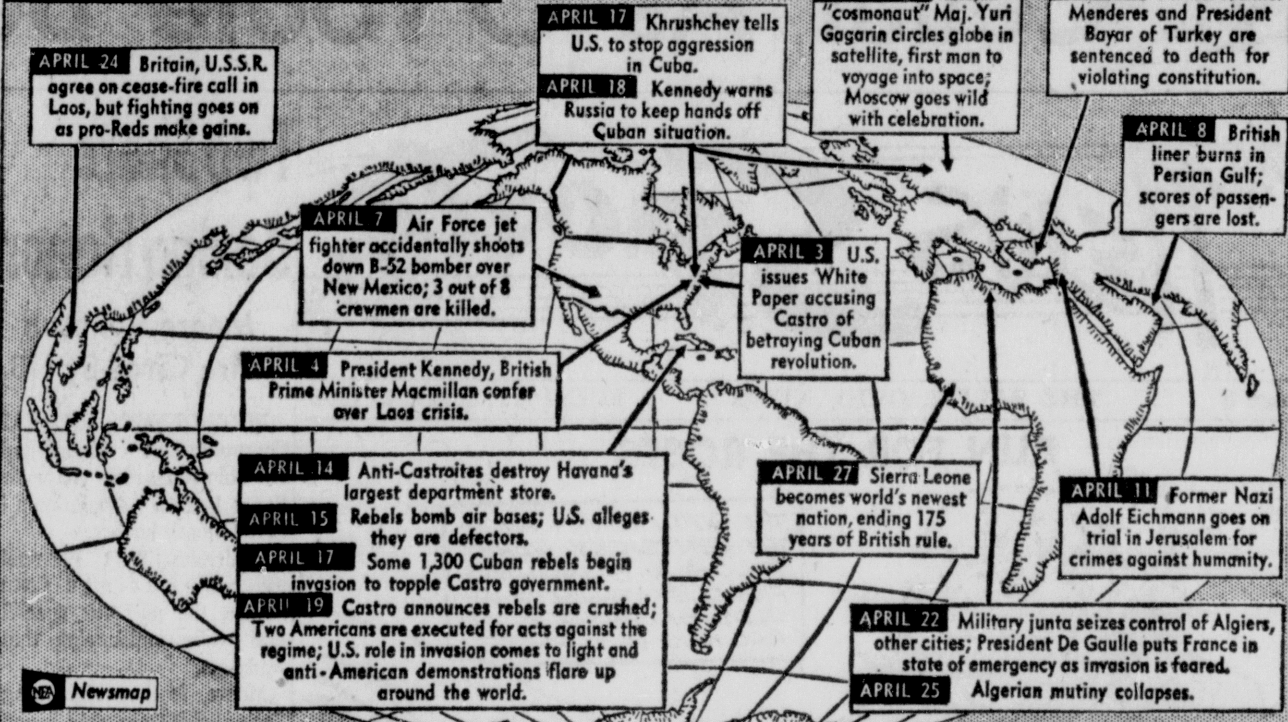 APRIL 24 Britain, U.S.S.R.
agree on cease-fire call in
Laos, but fighting goes on
as pro-Reds make gains.
APRIL 17 Khrushchev tells
U.S. to stop aggression
in Cuba.
APRIL 18 Kennedy warns
Russia to keep hands off
Cuban situation.
"cosmonaut" Maj. Yuri
Gagarin circles globe in
satellite, first man to
voyage into space;
Moscow goes wild
with celebration.
Menderes and President
Bayar of Turkey are
sentenced to death for
violating constitution.
APRIL 8 British
liner burns in
Persian Gulf;
scores of passen-
gers are lost.
APRIL 7 Air Force jet
fighter accidentally shoots
down B-52 bomber over
New Mexico; 3 out of 8
crewmen are killed.
APRIL 3 U.S.
issues White
Paper accusing
Castro of
betraying Cuban
revolution.
APRIL 4 President Kennedy, British
Prime Minister Macmillan confer
over Laos crisis.
APRIL 14 Anti-Castroites destroy Havana's
largest department store.
APRIL 15 Rebels bomb air bases; U.S. alleges
they are defectors.
APRIL 17 Some 1,300 Cuban rebels begin
invasion to topple Castro government.
APRIL 19 Castro announces rebels are crushed;
Two Americans are executed for acts against the
regime; U.S. role in invasion comes to light and
anti-American demonstrations flare up
around the world.
APRIL 27 Sierra Leone
becomes world's newest
nation, ending 175
years of British rule.
APRIL 11 Former Nazi
Adolf Eichmann goes on
trial in Jerusalem for
crimes against humanity.
APRIL 22 Military junta seizes control of Algiers,
other cities; President De Gaulle puts France in
state of emergency as invasion is feared.
APRIL 25 Algerian mutiny collapses.
NEA Newsmap